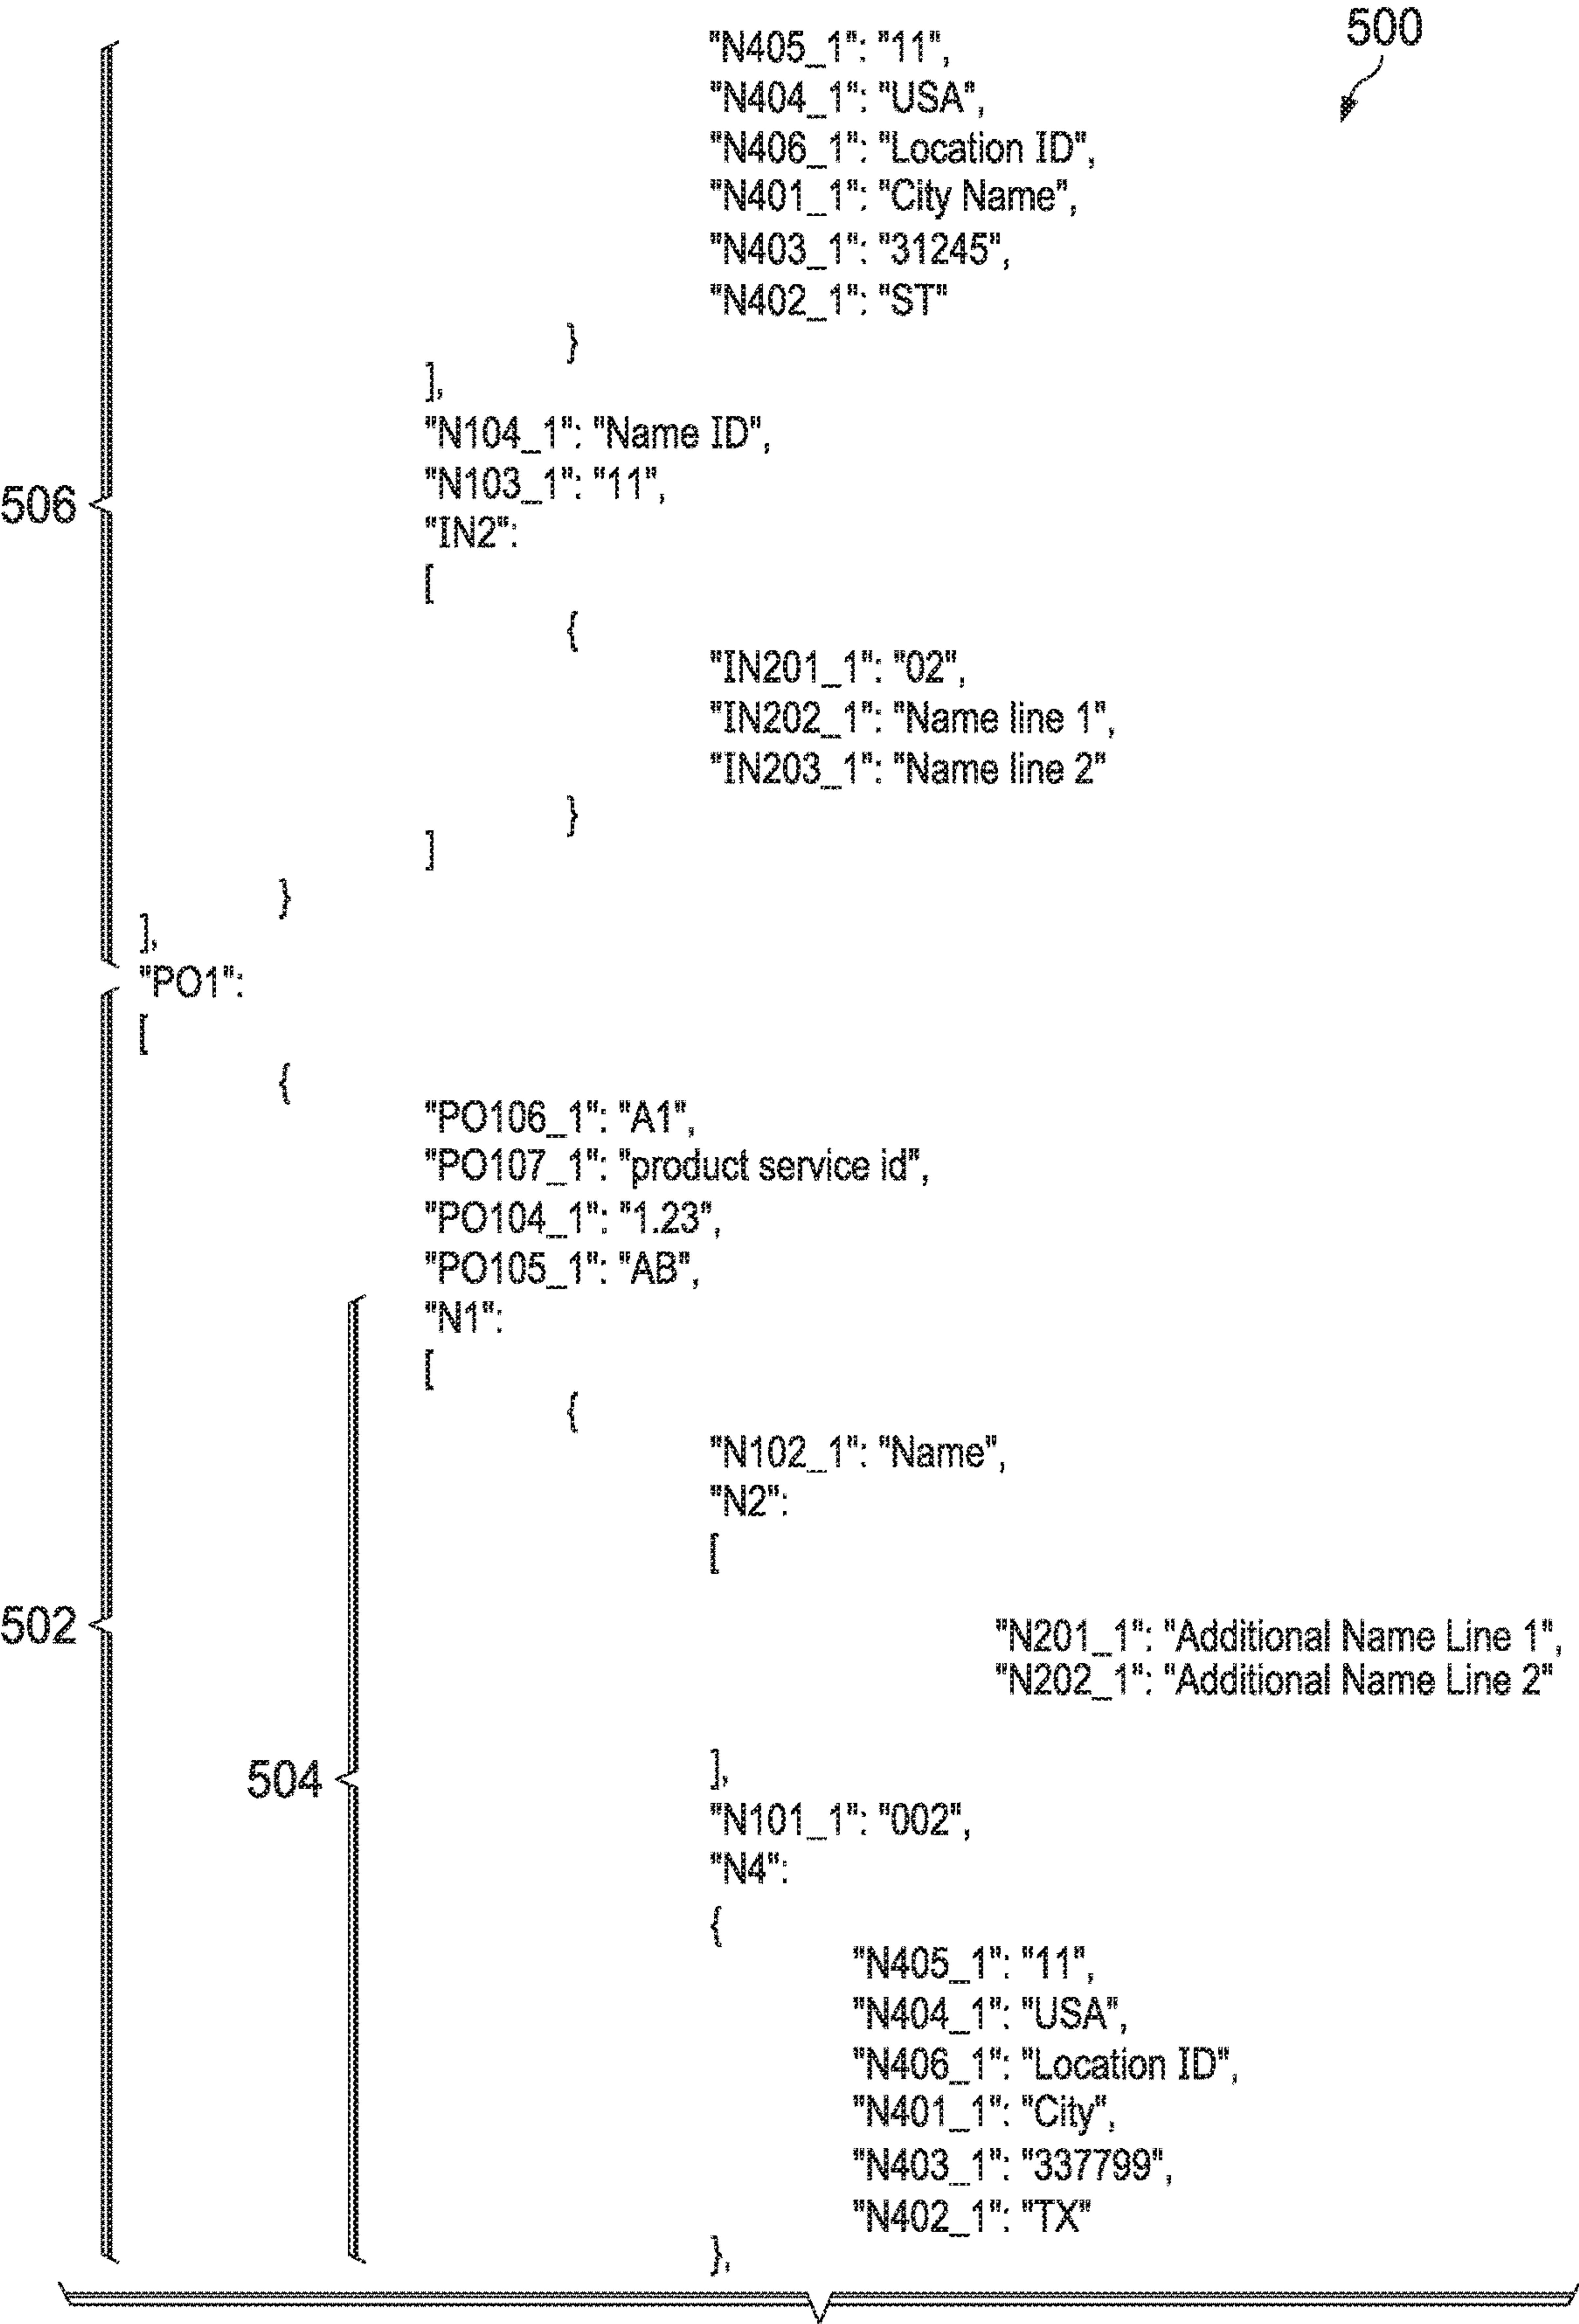 500
"N405_1": "11",
"N404_1": "USA",
"N406_1": "Location ID",
"N401_1": "City Name",
"N403_1": "31245",
"N402_1": "ST"
}
],
"N104_1": "Name ID",
"N103_1": "11",
506
"IN2":
[
{
"IN201_1": "02",
"IN202_1": "Name line 1",
"IN203_1": "Name line 2"
}
]
}
],
"PO1":
[
{
"PO106_1": "A1",
"PO107_1": "product service id",
"PO104_1": "1.23",
"PO105_1": "AB",
"N1":
[
{
"N102_1": "Name",
"N2":
[
502
"N201_1": "Additional Name Line 1",
"N202_1": "Additional Name Line 2"
504
],
"N101_1": "002",
"N4":
{
"N405_1": "11",
"N404_1": "USA",
"N406_1": "Location ID",
"N401_1": "City",
"N403_1": "337799",
"N402_1": "TX"
},